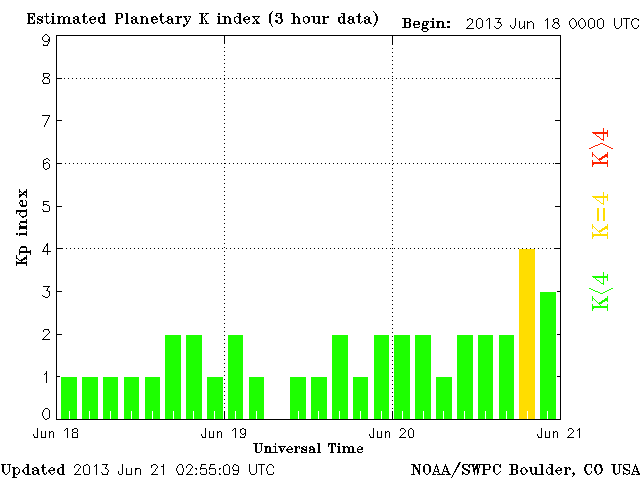 Estimated Planetary K index (3 hour data) Begin: 2013 Jun 18 0000 UTC
9
8
7
6
5
4
3
2
1
0
Kp index
K>4
K=4
K<4
Jun 18 Jun 19 Jun 20 Jun 21
Universal Time
Updated 2013 Jun 21 02:55:09 UTC NOAA/SWPC Boulder, CO USA